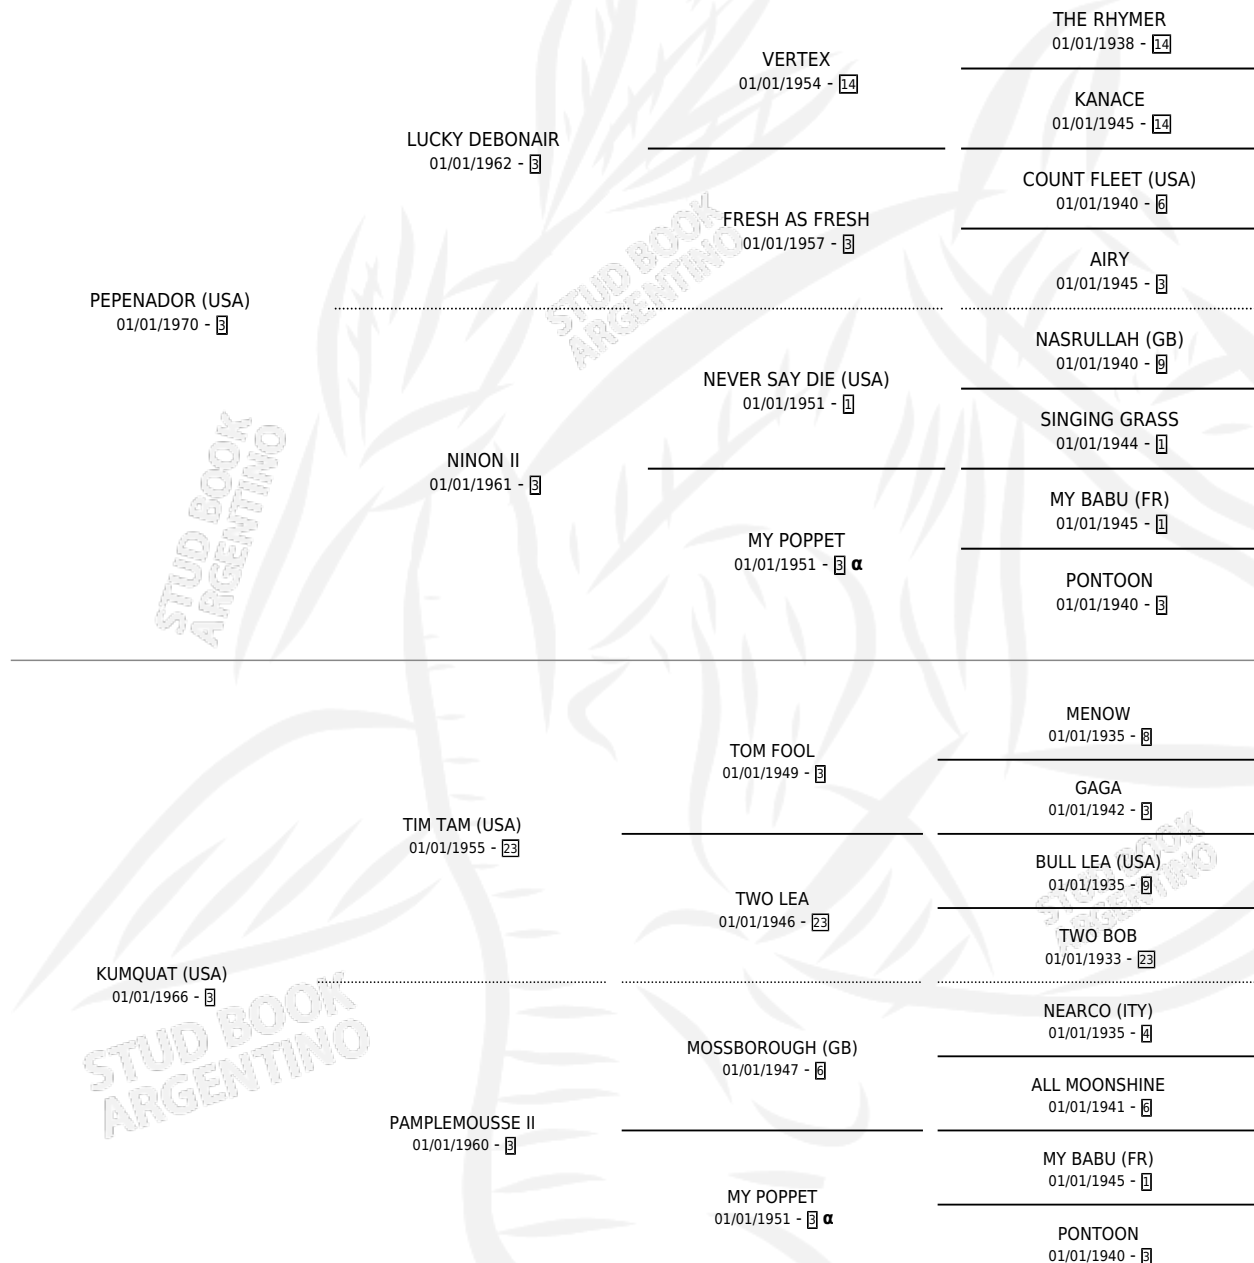 THE RHYMER
01/01/1938 - 14
VERTEX
01/01/1954 - 14
KANACE
01/01/1945 - 14
LUCKY DEBONAIR
01/01/1962 - 3
COUNT FLEET (USA)
01/01/1940 - 6
FRESH AS FRESH
01/01/1957 - 3
AIRY
01/01/1945 - 3
STUD BOOK
ARGENTINO
PEPENADOR (USA)
01/01/1970 - 3
NASRULLAH (GB)
01/01/1940 - 9
NEVER SAY DIE (USA)
01/01/1951 - 1
SINGING GRASS
01/01/1944 - 1
NINON II
01/01/1961 - 3
MY BABU (FR)
01/01/1945 - 1
MY POPPET
01/01/1951 - 3 α
PONTOON
01/01/1940 - 3
STUD BOOK
ARGENTINO
MENOW
01/01/1935 - 8
TOM FOOL
01/01/1949 - 3
GAGA
01/01/1942 - 3
TIM TAM (USA)
01/01/1955 - 23
BULL LEA (USA)
01/01/1935 - 9
TWO LEA
01/01/1946 - 23
TWO BOB
01/01/1933 - 23
STUD BOOK
ARGENTINO
KUMQUAT (USA)
01/01/1966 - 3
NEARCO (ITY)
01/01/1935 - 4
MOSSBOROUGH (GB)
01/01/1947 - 6
ALL MOONSHINE
01/01/1941 - 6
PAMPLEMOUSSE II
01/01/1960 - 3
MY BABU (FR)
01/01/1945 - 1
MY POPPET
01/01/1951 - 3 α
PONTOON
01/01/1940 - 3
STUD BOOK
ARGENTINO